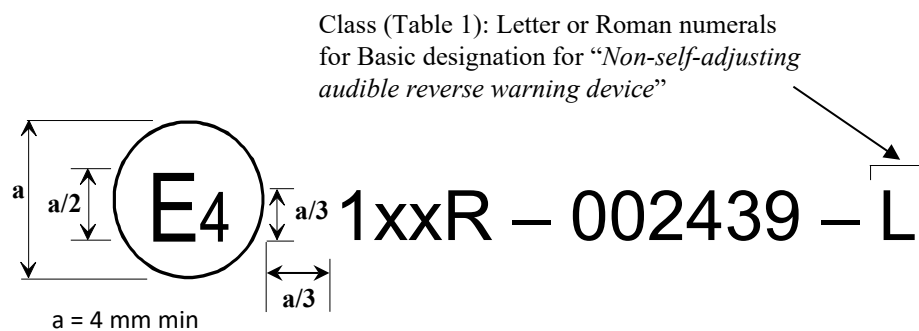 Class (Table 1): Letter or Roman numerals
for Basic designation for “Non-self-adjusting
audible reverse warning device”
a
a/2
E4
a/3
1xxR – 002439 – L
a/3
a = 4 mm min